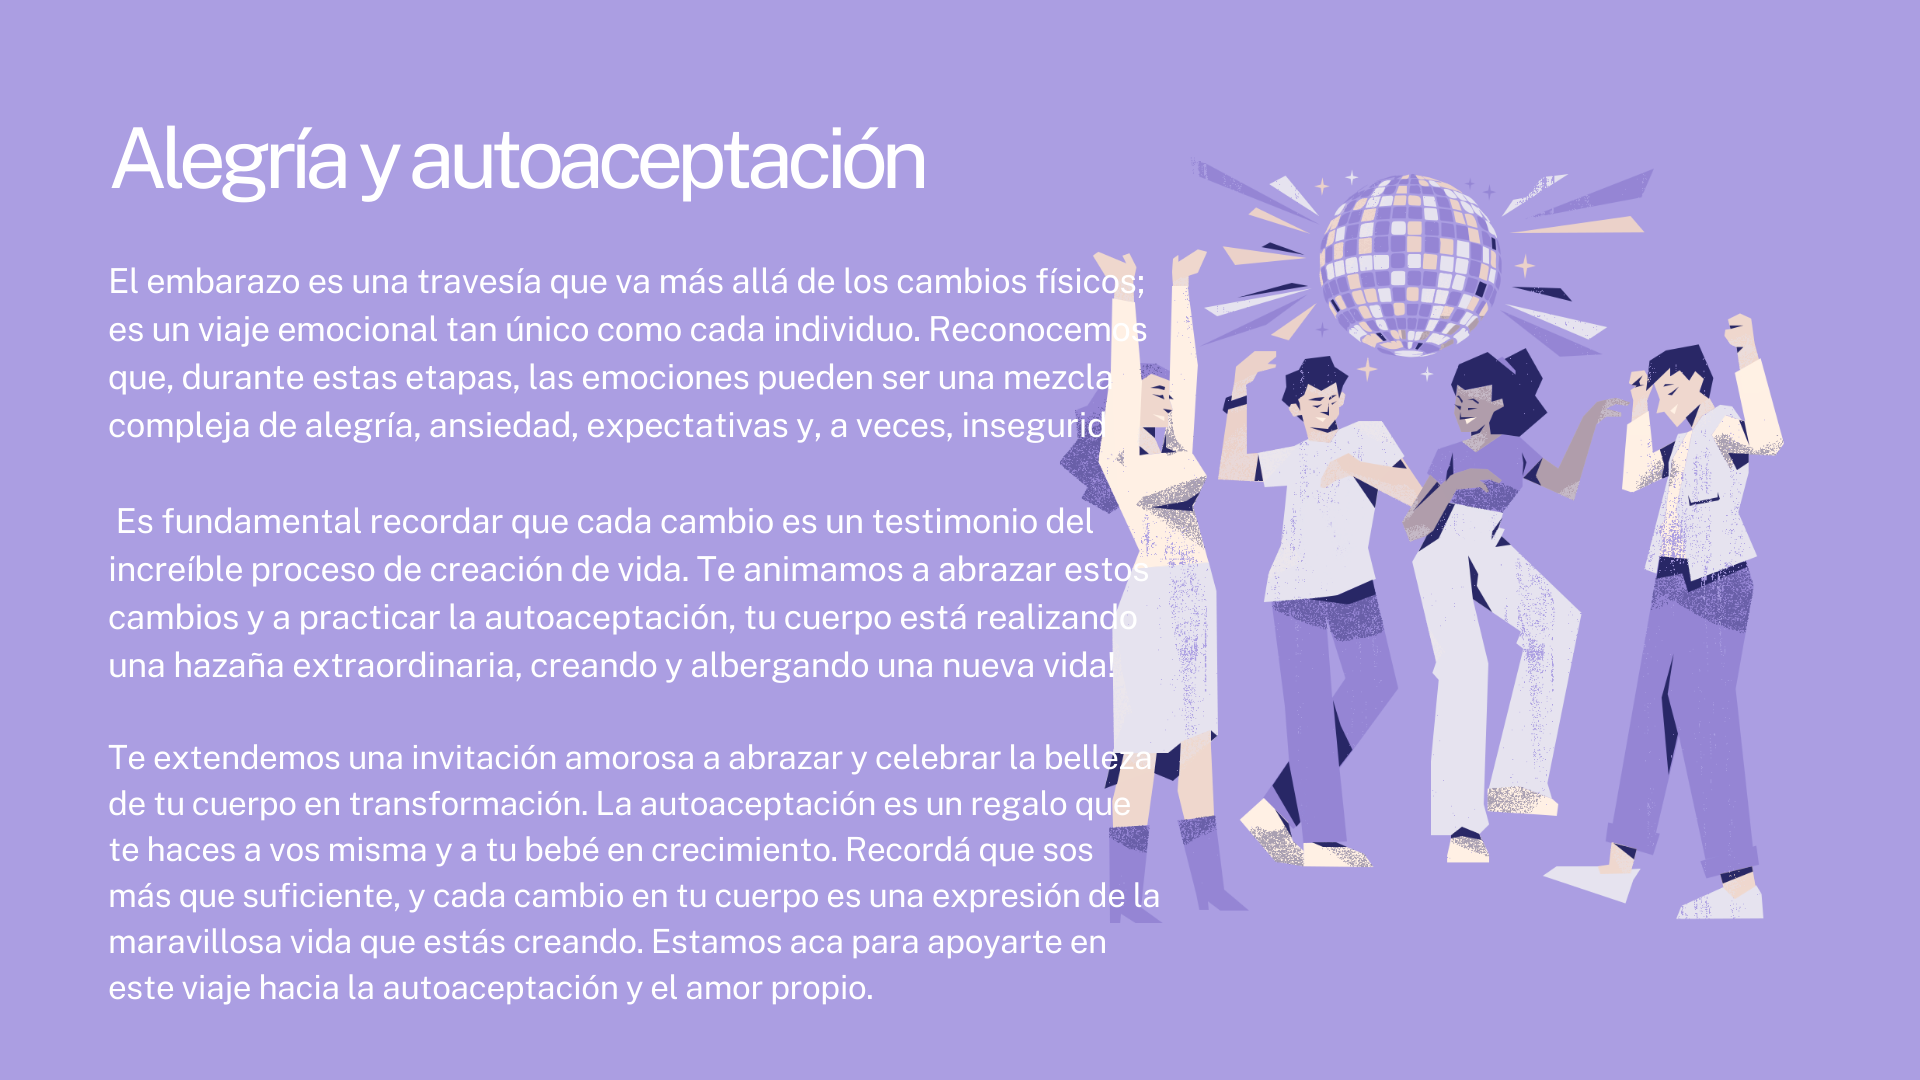 Alegría y autoaceptación
El embarazo es una travesía que va más allá de los cambios físicos;
es un viaje emocional tan único como cada individuo. Reconocemos
que, durante estas etapas, las emociones pueden ser una mezcla
compleja de alegría, ansiedad, expectativas y, a veces,
Es fundamental recordar que cada cambio es un testimonio del
increíble proceso de creación de vida. Te animamos a abrazar estos
cambios y a practicar la autoaceptación, tu cuerpo está realizando
una hazaña extraordinaria, creando y albergando una nueva vida!
Te extendemos una invitación amorosa a abrazar y celebrar la belleza
de tu cuerpo en transformación. La autoaceptación es un regalo que
te haces a vos misma y a tu bebé en crecimiento. Recordá que sos
más que suficiente, y cada cambio en tu cuerpo es una expresión de la
maravillosa vida que estás creando. Estamos aca para apoyarte en
este viaje hacia la autoaceptación y el amor propio.